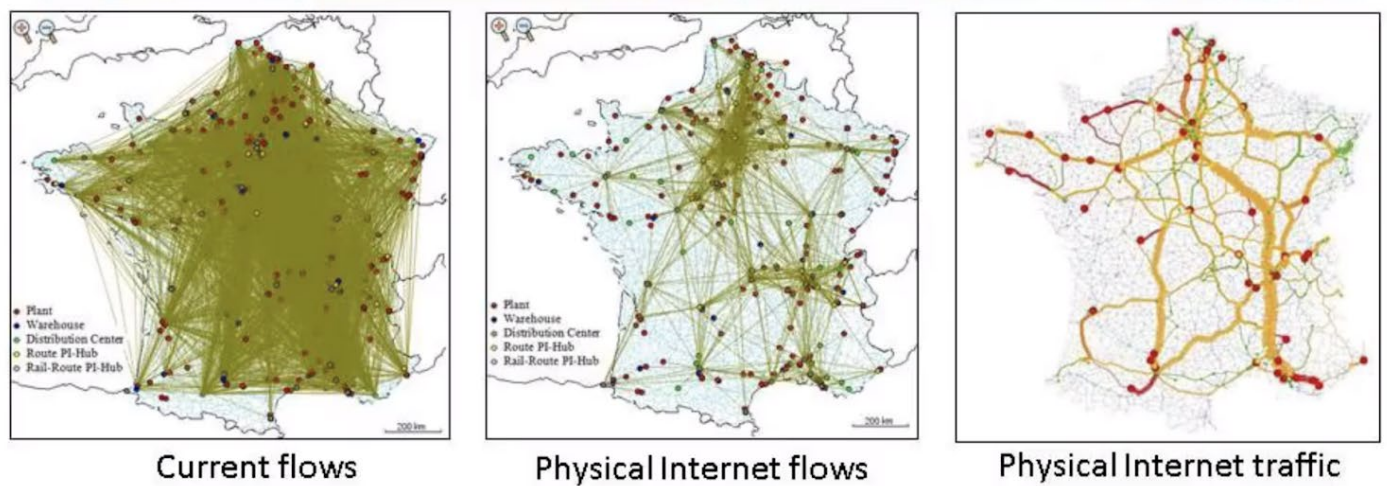 Plant
Warehouse
Distribution Center
Route PI-Hub
Rail-Route PI-Hub
200 km
Plant
Warehouse
Distribution Center
Route PI-Hub
Rail-Route PI-Hub
200 km
Current flows
Physical Internet flows
Physical Internet traffic